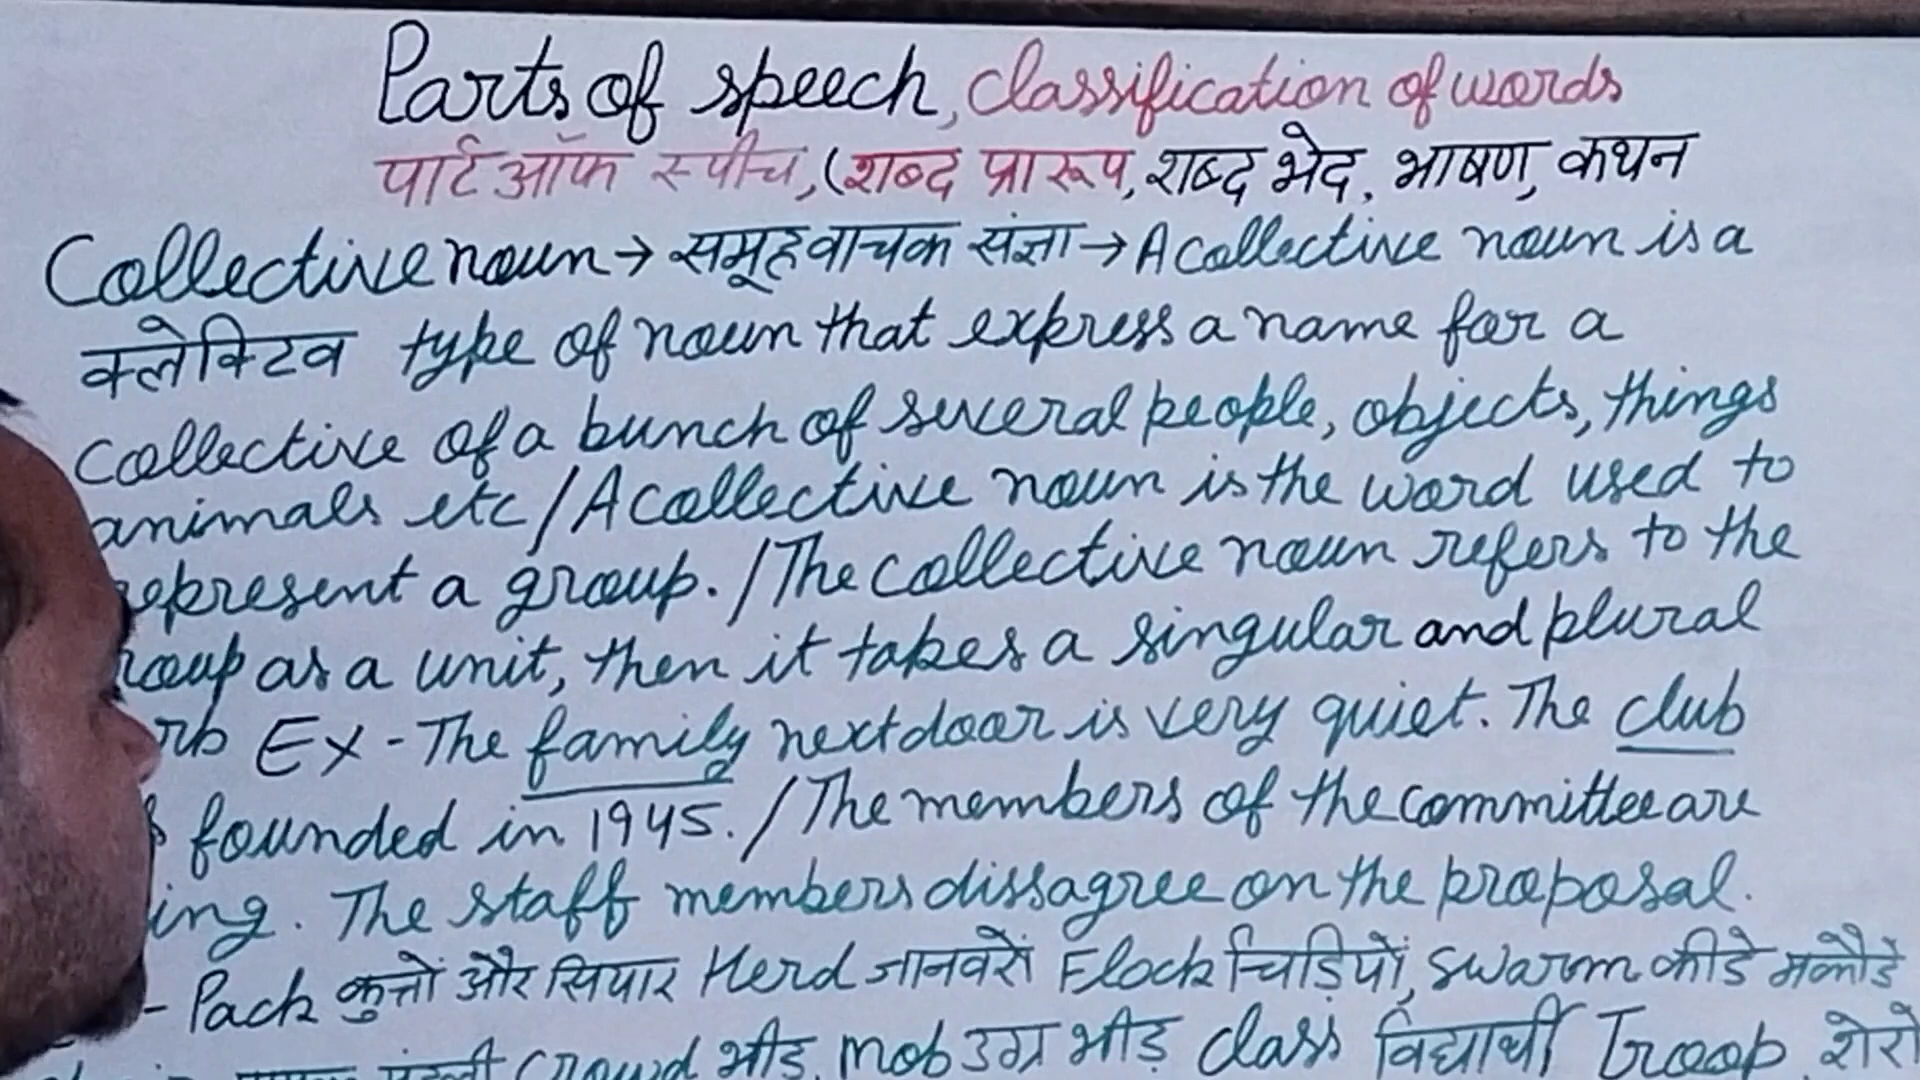 Parts of speech, classification of words
पार्ट ऑफ स्पीच, (शब्द प्रारूप, शब्द भेद, भाषण, कथन
Collective noun → समूहवाचक संज्ञा → A collective noun is a
क्लेक्टिव type of noun that express a name for a
collective of a bunch of several people, objects, things
animals etc / A collective noun is the word used to
represent a group. / The collective noun refers to the
roup as a unit, then it takes a singular and plural
rb Ex - The family next door is very quiet. The club
founded in 1945. / The members of the committee are
ing. The staff members dissagree on the proposal.
- Pack कुत्तों और सियार Herd जानवरों Flock चिड़ियों, swarm कीडे मकौडे
crowd भीड़, mob उग्र भीड़ class विद्यार्थी Troop, शेरो